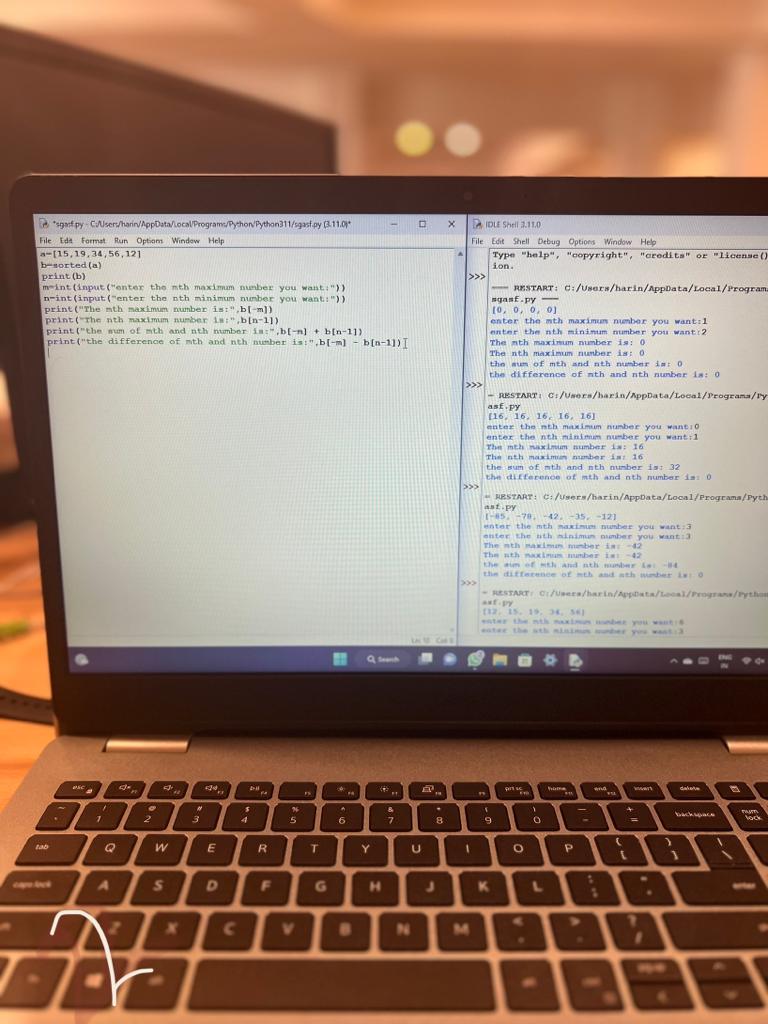 *sgasf.py - C:/Users/harin/AppData/Local/Programs/Python/Python311/sgasf.py (3.11.0)*
File Edit Format Run Options Window Help
a=[15,19,34,56,12]
b=sorted(a)
print(b)
m=int(input("enter the mth maximum number you want:"))
n=int(input("enter the nth minimum number you want:"))
print("The mth maximum number is:",b[-m])
print("The nth maximum number is:",b[n-1])
print("the sum of mth and nth number is:",b[-m] + b[n-1])
print("the difference of mth and nth number is:",b[-m] - b[n-1])
Ln: 10 Col: 0
IDLE Shell 3.11.0
File Edit Shell Debug Options Window Help
Type "help", "copyright", "credits" or "license()
ion.
>>>
=== RESTART: C:/Users/harin/AppData/Local/Program
sgasf.py ===
[0, 0, 0, 0]
enter the mth maximum number you want:1
enter the nth minimum number you want:2
The mth maximum number is: 0
The nth maximum number is: 0
the sum of mth and nth number is: 0
the difference of mth and nth number is: 0
>>>
= RESTART: C:/Users/harin/AppData/Local/Programs/Py
asf.py
[16, 16, 16, 16, 16]
enter the mth maximum number you want:0
enter the nth minimum number you want:1
The mth maximum number is: 16
The nth maximum number is: 16
the sum of mth and nth number is: 32
the difference of mth and nth number is: 0
>>>
= RESTART: C:/Users/harin/AppData/Local/Programs/Pyth
asf.py
[-85, -78, -42, -35, -12]
enter the mth maximum number you want:3
enter the nth minimum number you want:3
The mth maximum number is: -42
The nth maximum number is: -42
the sum of mth and nth number is: -84
the difference of mth and nth number is: 0
>>>
= RESTART: C:/Users/harin/AppData/Local/Programs/Python
asf.py
[12, 15, 19, 34, 56]
enter the mth maximum number you want:6
enter the nth minimum number you want:3
Search
ENG
IN
esc F1 F2 F3 F4 F5 F6 F7 F8 F9 prt sc F10 home F11 end F12 insert delete
~ ! 1 @ 2 # 3 $ 4 % 5 ^ 6 & 7 * 8 ( 9 ) 0 _ - + = backspace num lock
tab Q W E R T Y U I O P { [ } ] | \
caps lock A S D F G H J K L : ; " ' enter
Z X C V B N M < , > . ? /